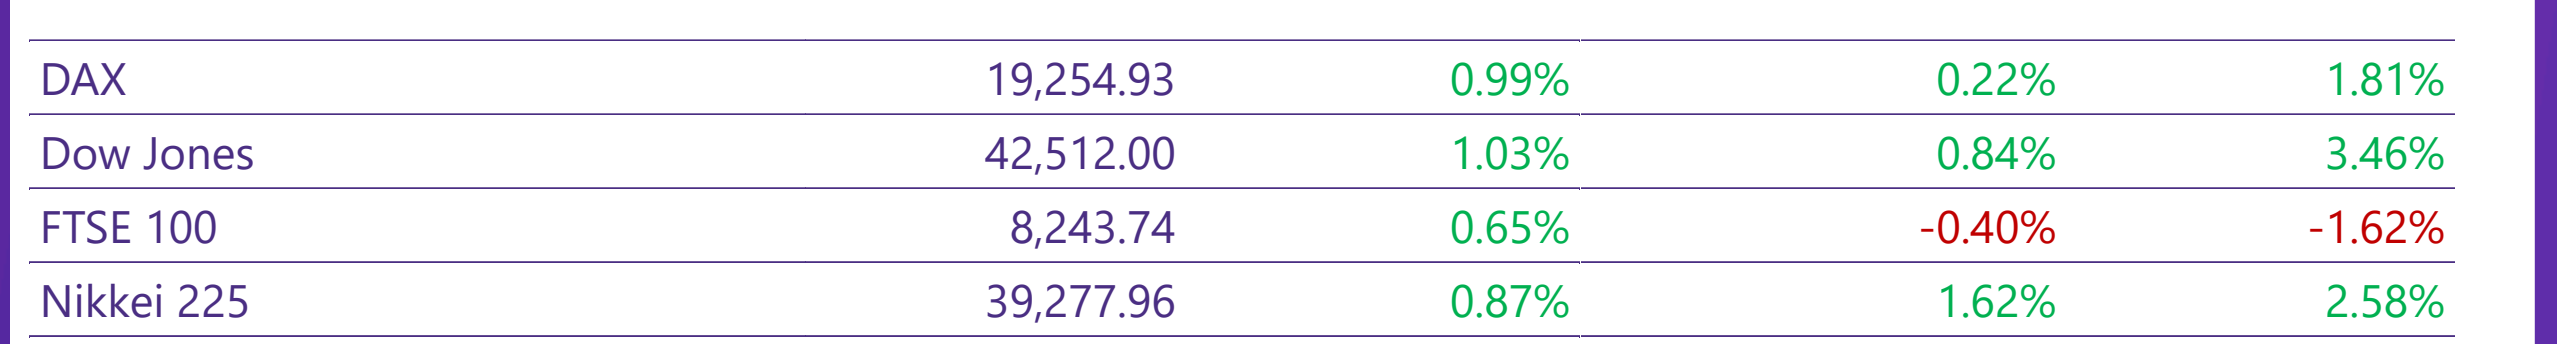 DAX 19,254.93 0.99% 0.22% 1.81%
Dow Jones 42,512.00 1.03% 0.84% 3.46%
FTSE 100 8,243.74 0.65% -0.40% -1.62%
Nikkei 225 39,277.96 0.87% 1.62% 2.58%